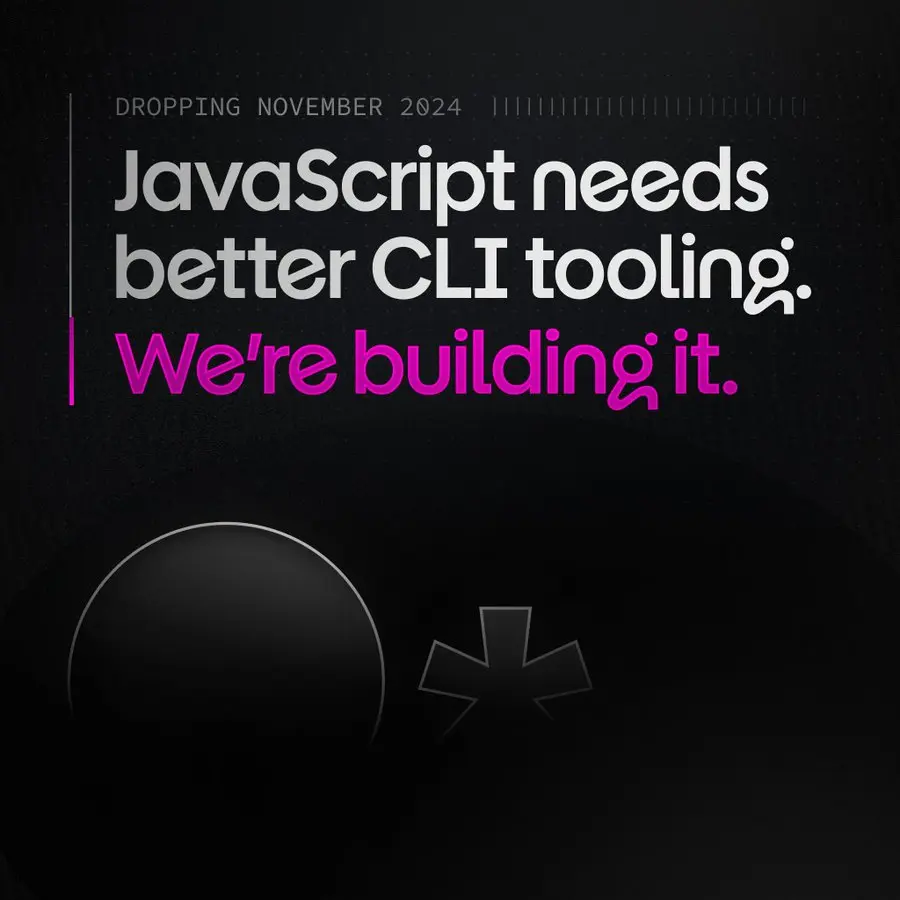 DROPPING NOVEMBER 2024
JavaScript needs
better CLI tooling.
We're building it.